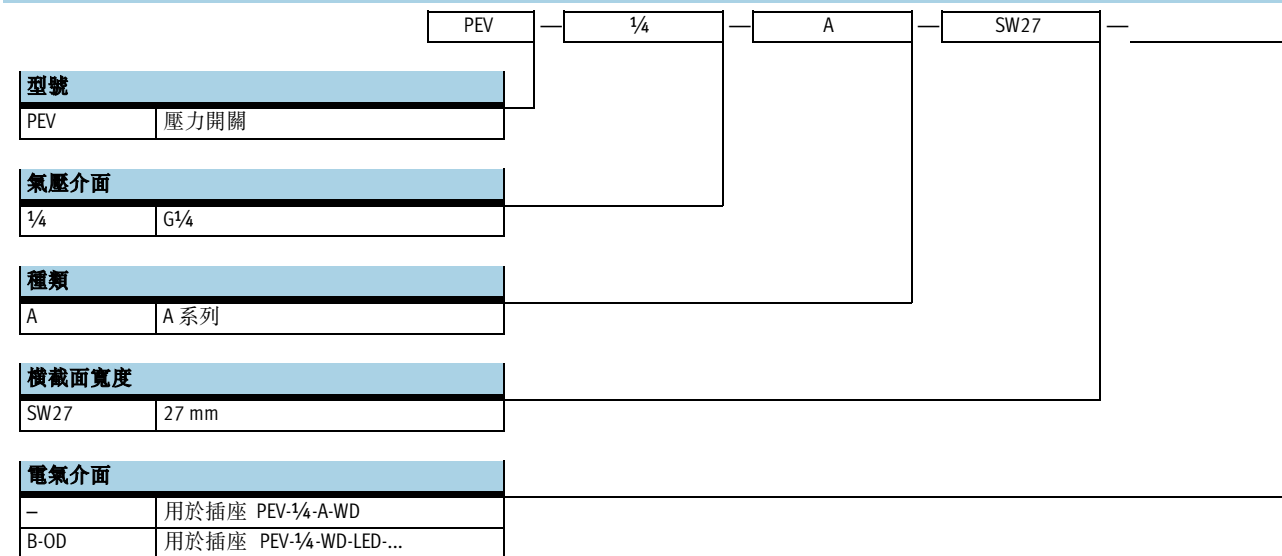 PEV — ¼ — A — SW27 —
型號
PEV 壓力開關
氣壓介面
¼ G¼
種類
A A 系列
橫截面寬度
SW27 27 mm
電氣介面
– 用於插座 PEV-¼-A-WD
B-OD 用於插座 PEV-¼-WD-LED-...